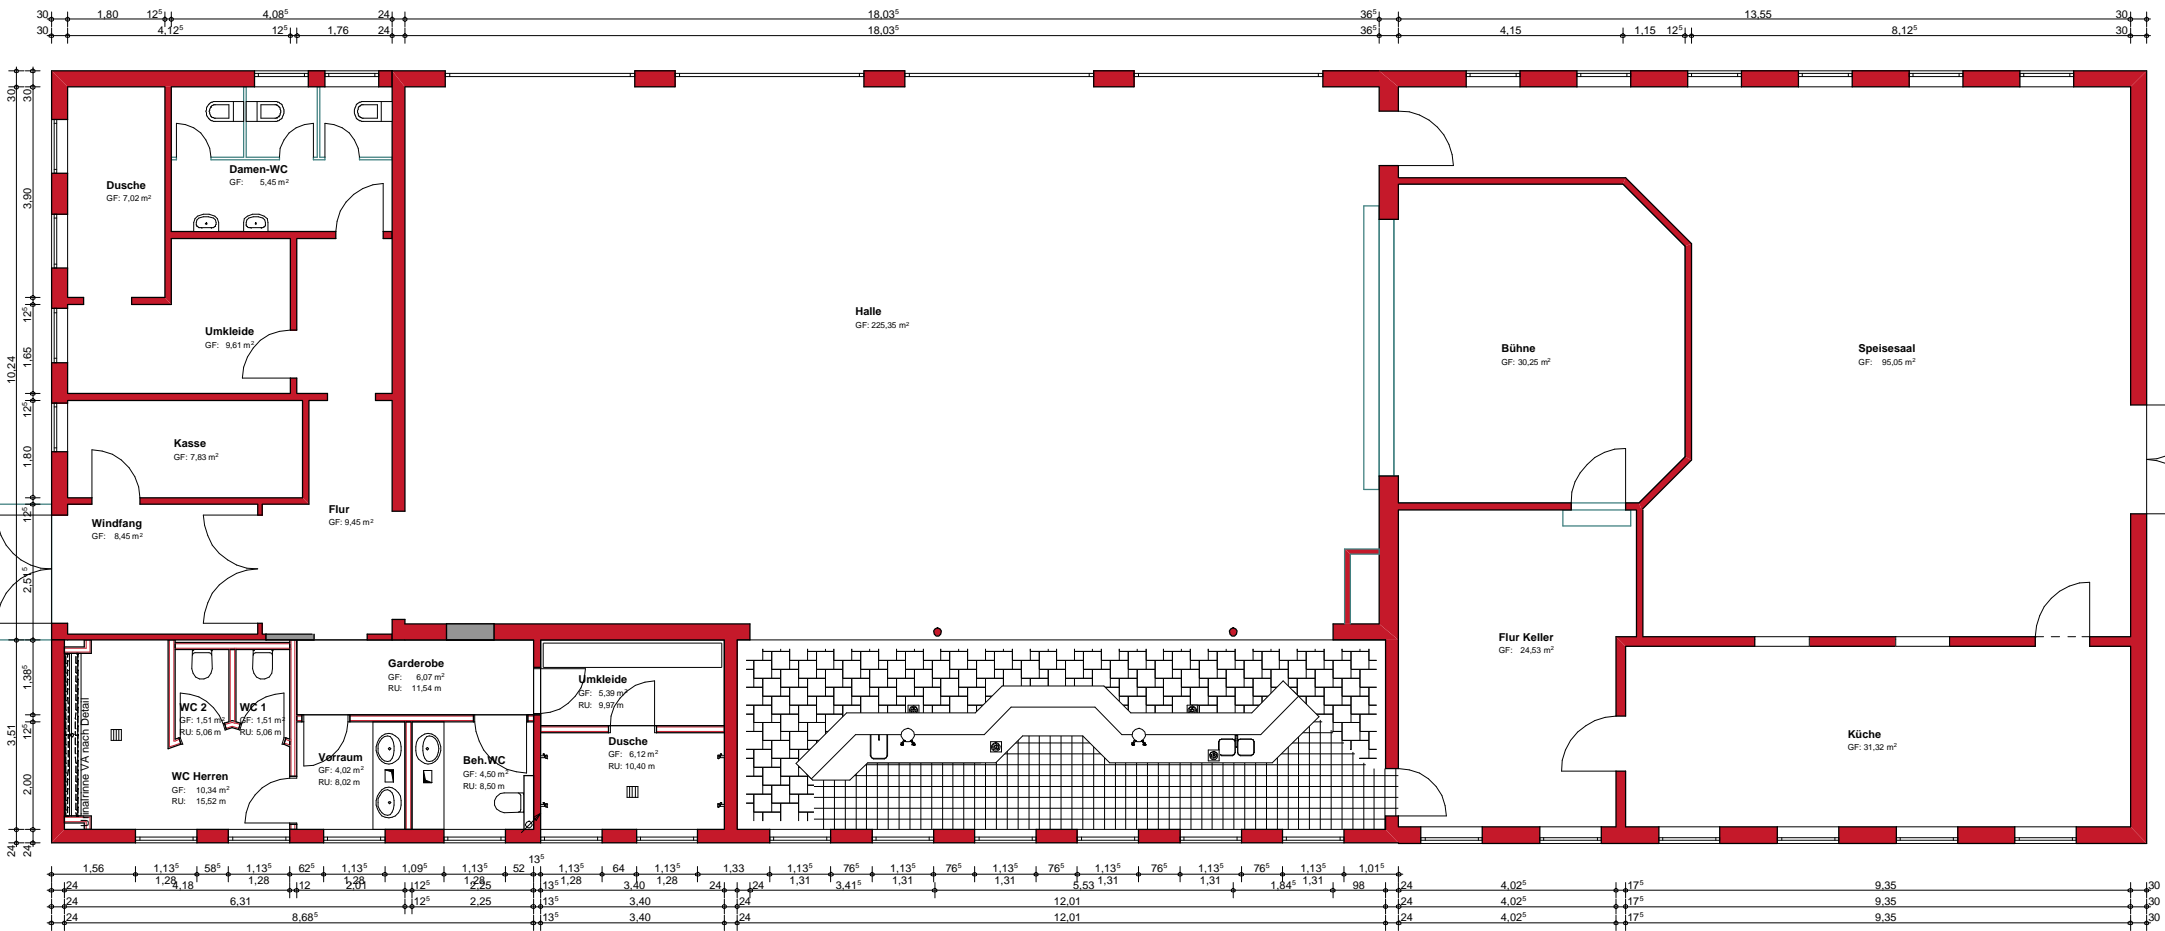 30 1,80 12⁵ 4,08⁵ 24 18,03⁵ 36⁵ 13,55 30
30 4,12⁵ 12⁵ 1,76 24 18,03⁵ 36⁵ 4,15 1,15 12⁵ 8,12⁵ 30
30 30
3,90
12⁵
1,65
10,24
12⁵
1,80
12⁵
2,51⁵
1,38⁵
12⁵
3,51
2,00
24 24
Damen-WC
GF: 5,45 m²
Dusche
GF: 7,02 m²
Umkleide
GF: 9,61 m²
Kasse
GF: 7,83 m²
Windfang
GF: 8,45 m²
Flur
GF: 9,45 m²
Halle
GF: 225,35 m²
Bühne
GF: 30,25 m²
Speisesaal
GF: 95,05 m²
Flur Keller
GF: 24,53 m²
Küche
GF: 31,32 m²
Garderobe
GF: 6,07 m²
RU: 11,54 m
Umkleide
GF: 5,39 m²
RU: 9,97 m
WC 2
GF: 1,51 m²
RU: 5,06 m
WC 1
GF: 1,51 m²
RU: 5,06 m
Urinalrinne VA nach Detail
WC Herren
GF: 10,34 m²
RU: 15,52 m
Vorraum
GF: 4,02 m²
RU: 8,02 m
Beh.WC
GF: 4,50 m²
RU: 8,50 m
Dusche
GF: 6,12 m²
RU: 10,40 m
1,56 1,13⁵ 58⁵ 1,13⁵ 62⁵ 1,13⁵ 1,09⁵ 1,13⁵ 52 13⁵ 1,13⁵ 64 1,13⁵ 1,33 1,13⁵ 76⁵ 1,13⁵ 76⁵ 1,13⁵ 76⁵ 1,13⁵ 76⁵ 1,13⁵ 76⁵ 1,13⁵ 1,01⁵
1,28 1,28 1,28 1,28 1,28 1,28 1,31 1,31 1,31 1,31 1,31 1,31
24 4,18 12 2,01 12⁵ 2,25 13⁵ 3,40 24 24 3,41⁵ 5,53 1,84⁵ 98 24 4,02⁵ 17⁵ 9,35 30
24 6,31 12⁵ 2,25 13⁵ 3,40 24 12,01 24 4,02⁵ 17⁵ 9,35 30
24 8,68⁵ 13⁵ 3,40 24 12,01 24 4,02⁵ 17⁵ 9,35 30